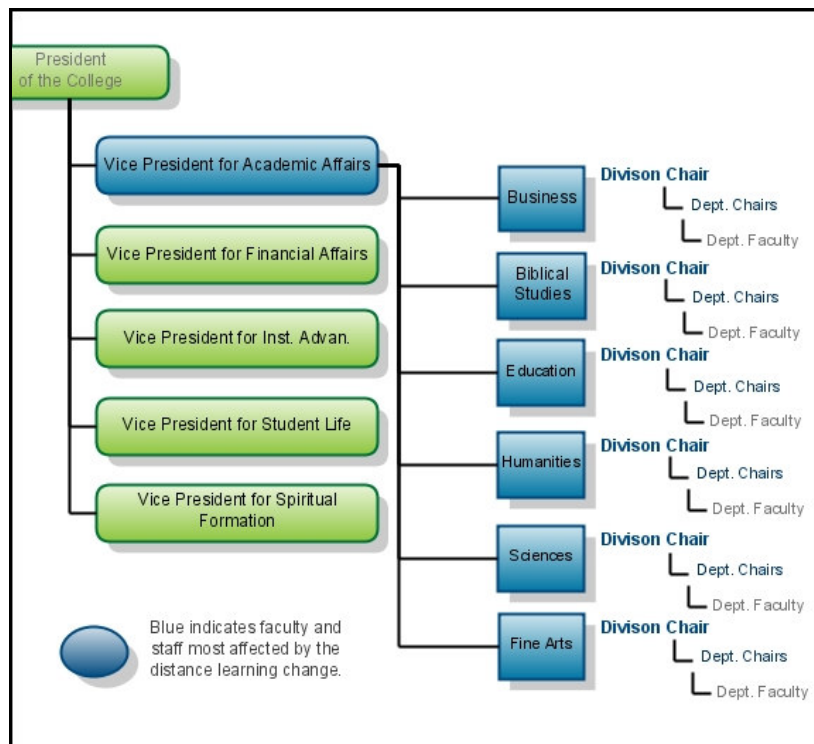 President
of the College
Vice President for Academic Affairs
Vice President for Financial Affairs
Vice President for Inst. Advan.
Vice President for Student Life
Vice President for Spiritual
Formation
Business
Divison Chair
Dept. Chairs
Dept. Faculty
Biblical
Studies
Divison Chair
Dept. Chairs
Dept. Faculty
Education
Divison Chair
Dept. Chairs
Dept. Faculty
Humanities
Divison Chair
Dept. Chairs
Dept. Faculty
Sciences
Divison Chair
Dept. Chairs
Dept. Faculty
Fine Arts
Divison Chair
Dept. Chairs
Dept. Faculty
Blue indicates faculty and
staff most affected by the
distance learning change.